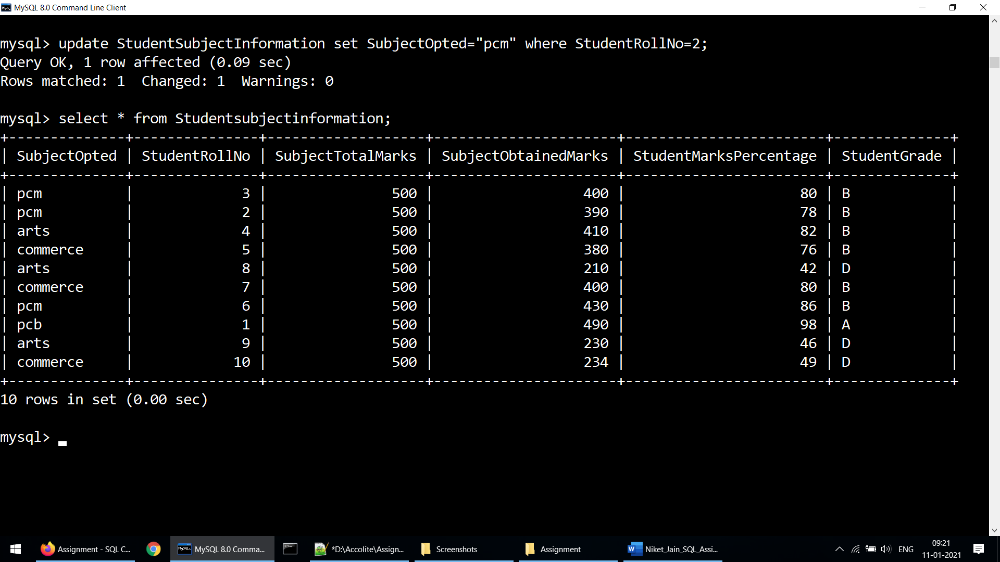 MySQL 8.0 Command Line Client
mysql> update StudentSubjectInformation set SubjectOpted="pcm" where StudentRollNo=2;
Query OK, 1 row affected (0.09 sec)
Rows matched: 1  Changed: 1  Warnings: 0
mysql> select * from Studentsubjectinformation;
+--------------+---------------+-------------------+----------------------+------------------------+--------------+
| SubjectOpted | StudentRollNo | SubjectTotalMarks | SubjectObtainedMarks | StudentMarksPercentage | StudentGrade |
+--------------+---------------+-------------------+----------------------+------------------------+--------------+
| pcm          |             3 |               500 |                  400 |                     80 | B            |
| pcm          |             2 |               500 |                  390 |                     78 | B            |
| arts         |             4 |               500 |                  410 |                     82 | B            |
| commerce     |             5 |               500 |                  380 |                     76 | B            |
| arts         |             8 |               500 |                  210 |                     42 | D            |
| commerce     |             7 |               500 |                  400 |                     80 | B            |
| pcm          |             6 |               500 |                  430 |                     86 | B            |
| pcb          |             1 |               500 |                  490 |                     98 | A            |
| arts         |             9 |               500 |                  230 |                     46 | D            |
| commerce     |            10 |               500 |                  234 |                     49 | D            |
+--------------+---------------+-------------------+----------------------+------------------------+--------------+
10 rows in set (0.00 sec)
mysql>
Assignment - SQL C... MySQL 8.0 Comma... *D:\Accolite\Assign... Screenshots Assignment Niket_Jain_SQL_Assi... ENG 09:21
11-01-2021